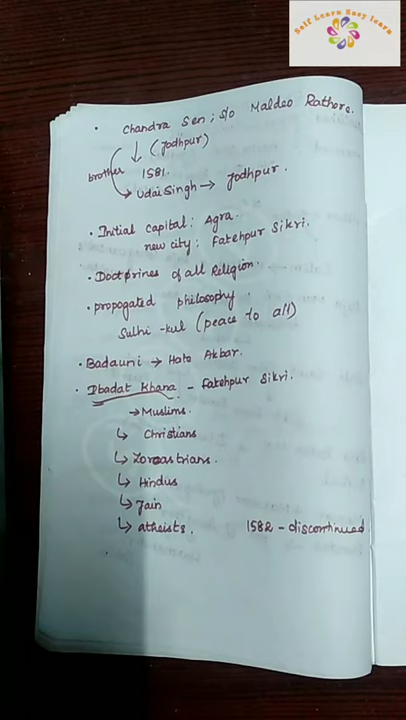 Self Learn Easy learn
• Chandra Sen ; s/o Maldeo Rathore.
(Jodhpur)
brother 1581.
Udai Singh → Jodhpur.
• Initial capital : Agra.
new city : Fatehpur Sikri.
• Doctprines of all Religion.
• propogated philosophy
Sulhi -kul (peace to all)
• Badauni → Hate Akbar.
• Ibadat Khana - Fatehpur Sikri.
→ Muslims.
↳ Christians
↳ Zoroastrians.
↳ Hindus
↳ Jain
↳ atheists. 1582 - discontinued